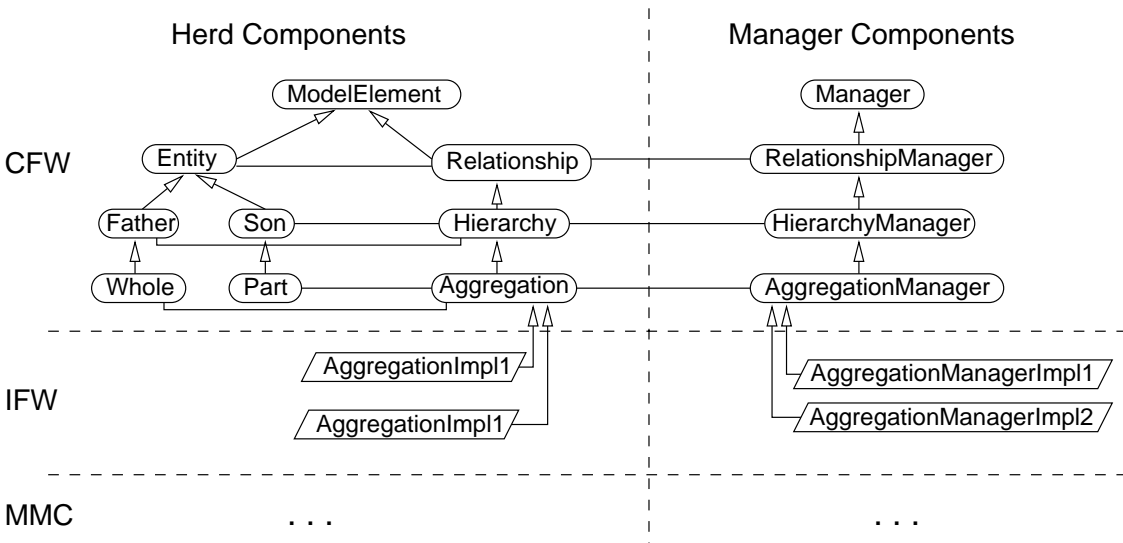 Herd Components Manager Components
ModelElement Manager
CFW Entity Relationship RelationshipManager
Father Son Hierarchy HierarchyManager
Whole Part Aggregation AggregationManager
AggregationImpl1 AggregationManagerImpl1
IFW
AggregationImpl1 AggregationManagerImpl2
MMC . . . . . .